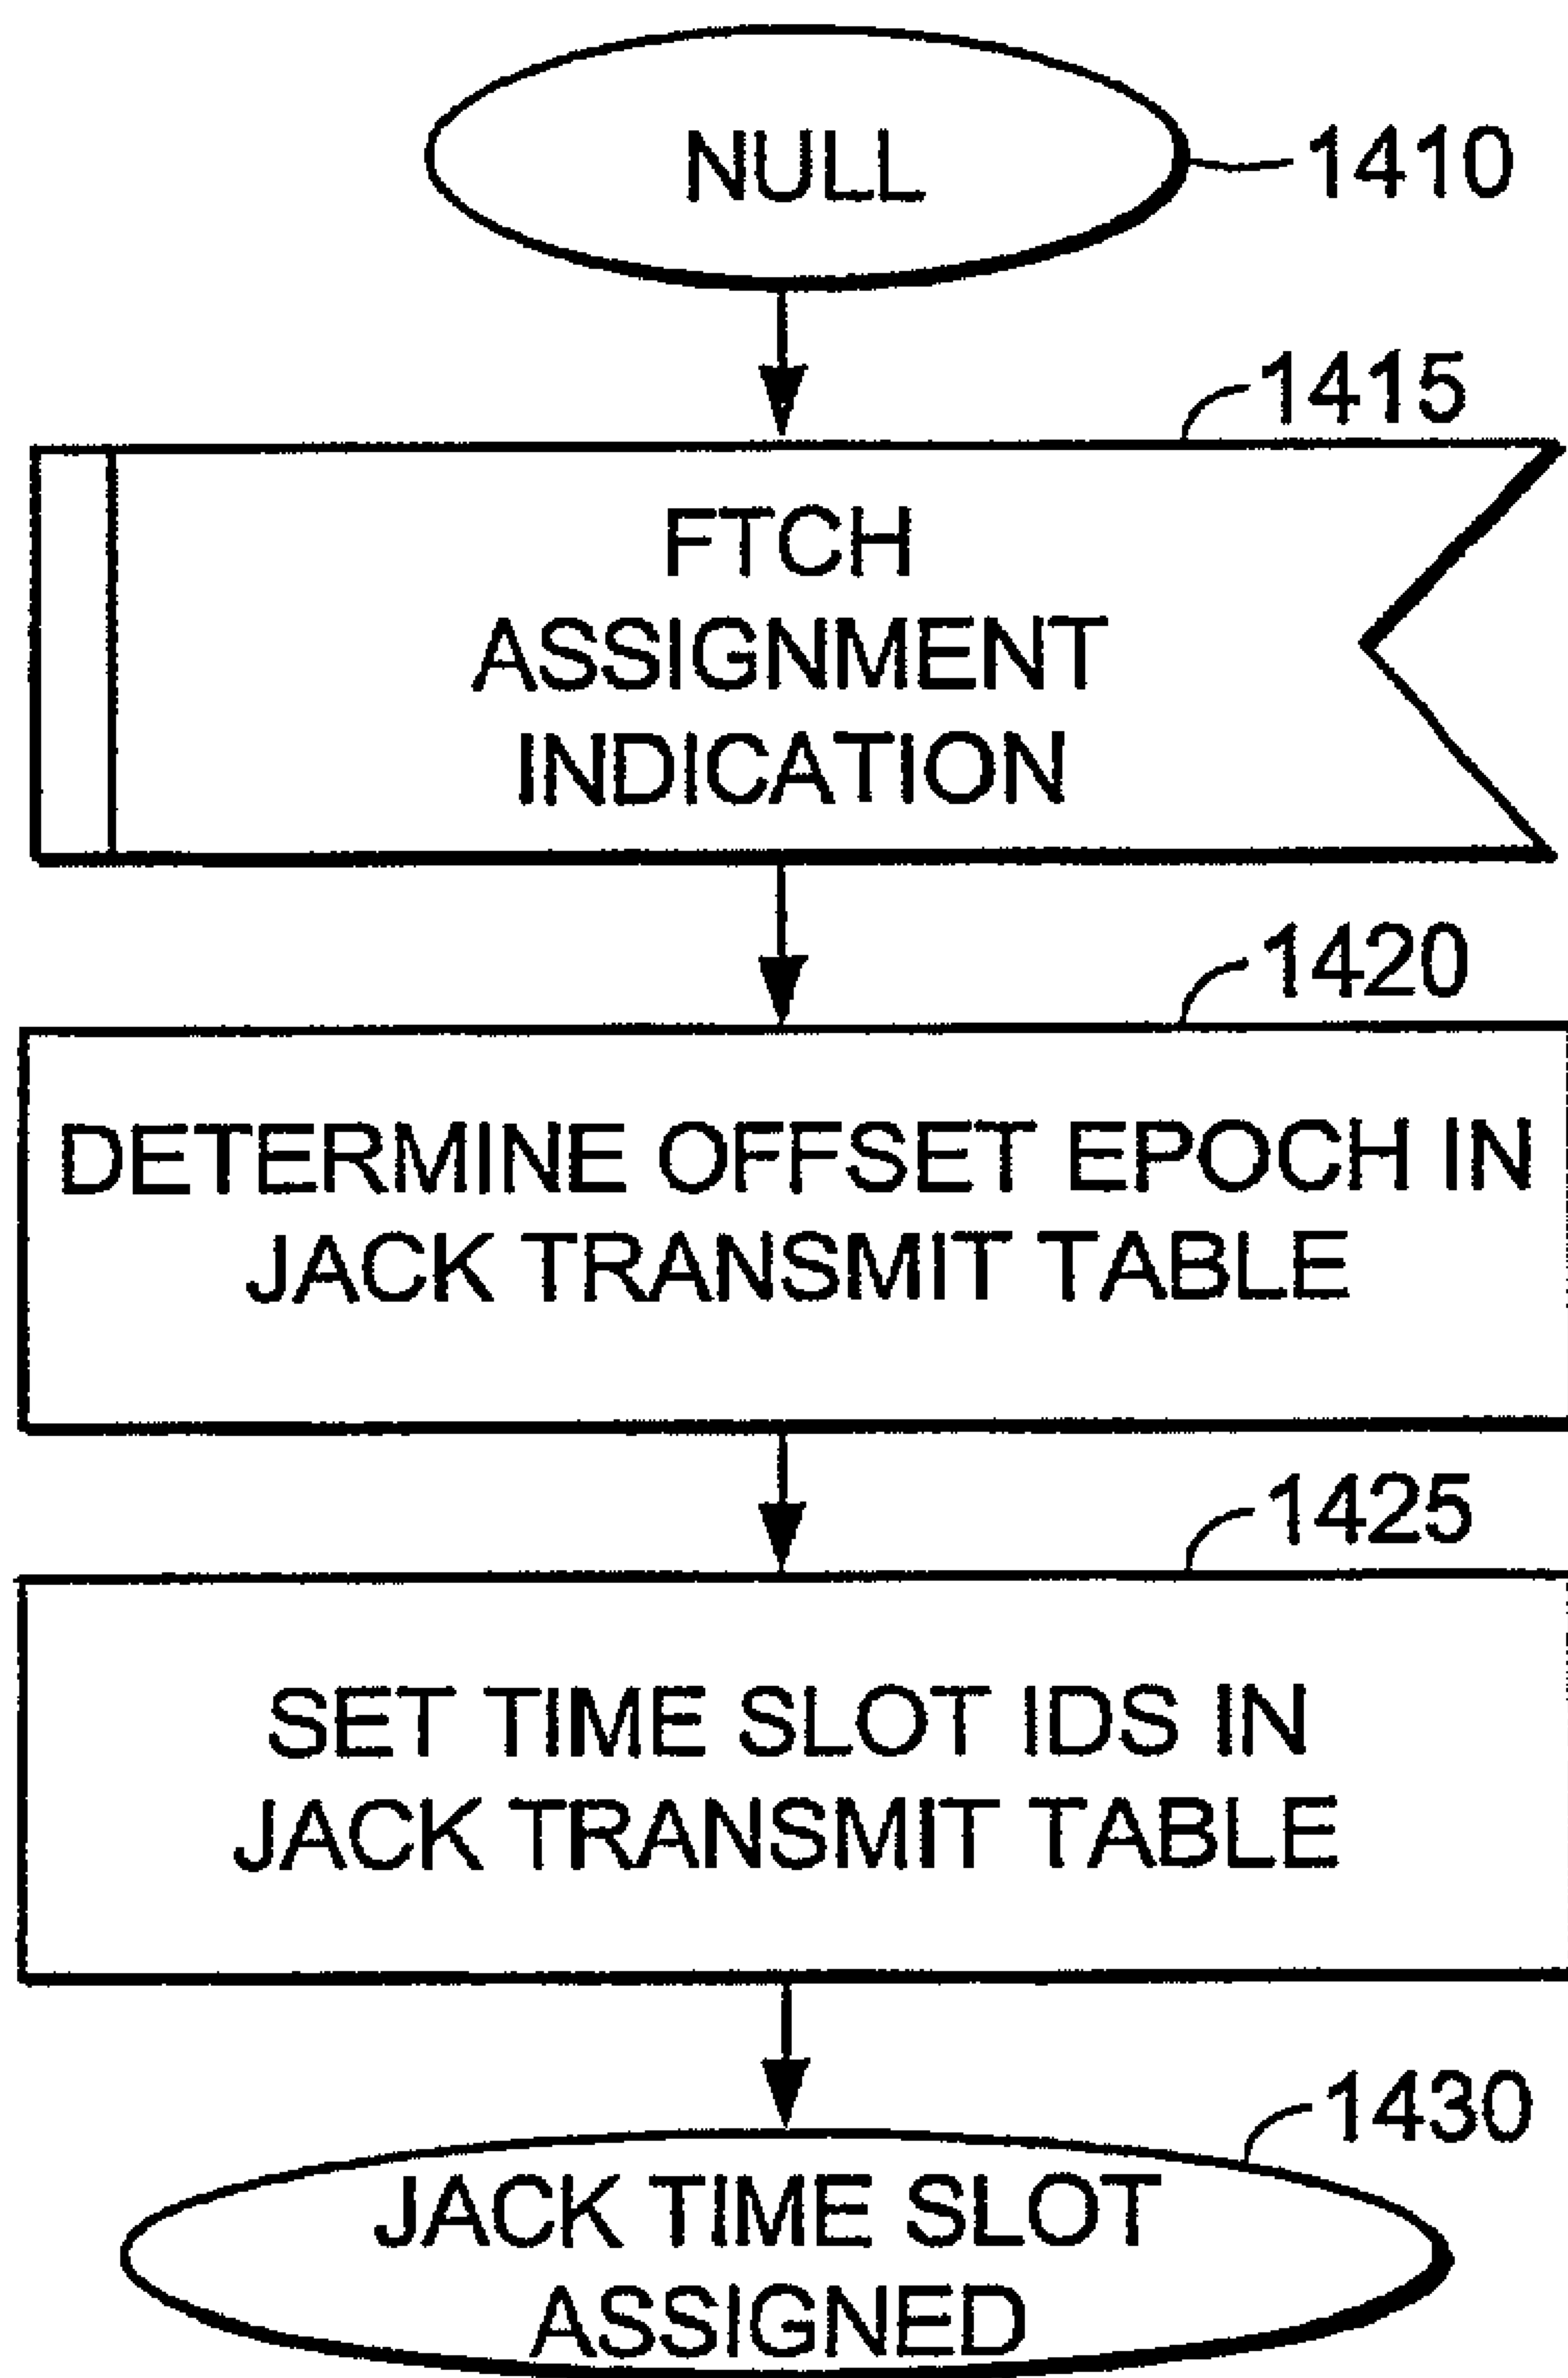 NULL
1410
1415
FTCH
ASSIGNMENT
INDICATION
1420
DETERMINE OFFSET EPOCH IN
JACK TRANSMIT TABLE
1425
SET TIME SLOT IDS IN
JACK TRANSMIT TABLE
1430
JACK TIME SLOT
ASSIGNED